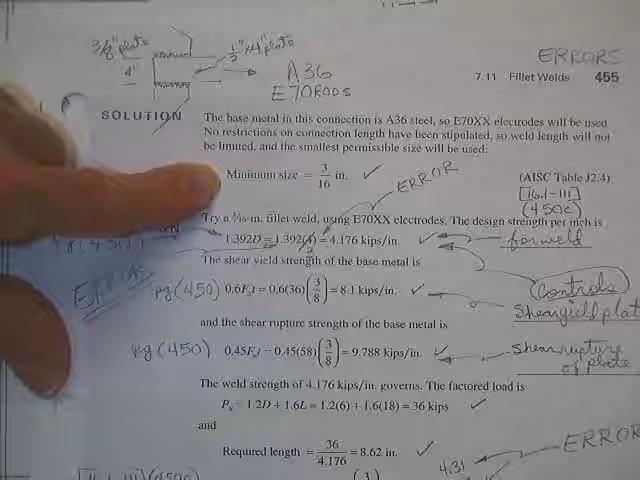 ERRORS
3/8" plate
1/2" x 4" plate
4"
A36
E70RODS
7.11 Fillet Welds 455
SOLUTION The base metal in this connection is A36 steel, so E70XX electrodes will be used.
No restrictions on connection length have been stipulated, so weld length will not
be limited, and the smallest permissible size will be used:
ERROR
Minimum size = 3/16 in. ✓ (AISC Table J2.4)
[16.1-111]
(450c)
Try a 3/16-in. fillet weld, using E70XX electrodes. The design strength per inch is
1.392D = 1.392(3) = 4.176 kips/in. ✓ for weld
The shear yield strength of the base metal is
Controls
pg(450) 0.6Fyt = 0.6(36)(3/8) = 8.1 kips/in. ✓ Shear yield plate
and the shear rupture strength of the base metal is
pg(450) 0.45Fut = 0.45(58)(3/8) = 9.788 kips/in. ✓ Shear rupture
of plate
The weld strength of 4.176 kips/in. governs. The factored load is
Pu = 1.2D + 1.6L = 1.2(6) + 1.6(18) = 36 kips ✓
and
ERROR
Required length = 36/4.176 = 8.62 in. ✓
4.31